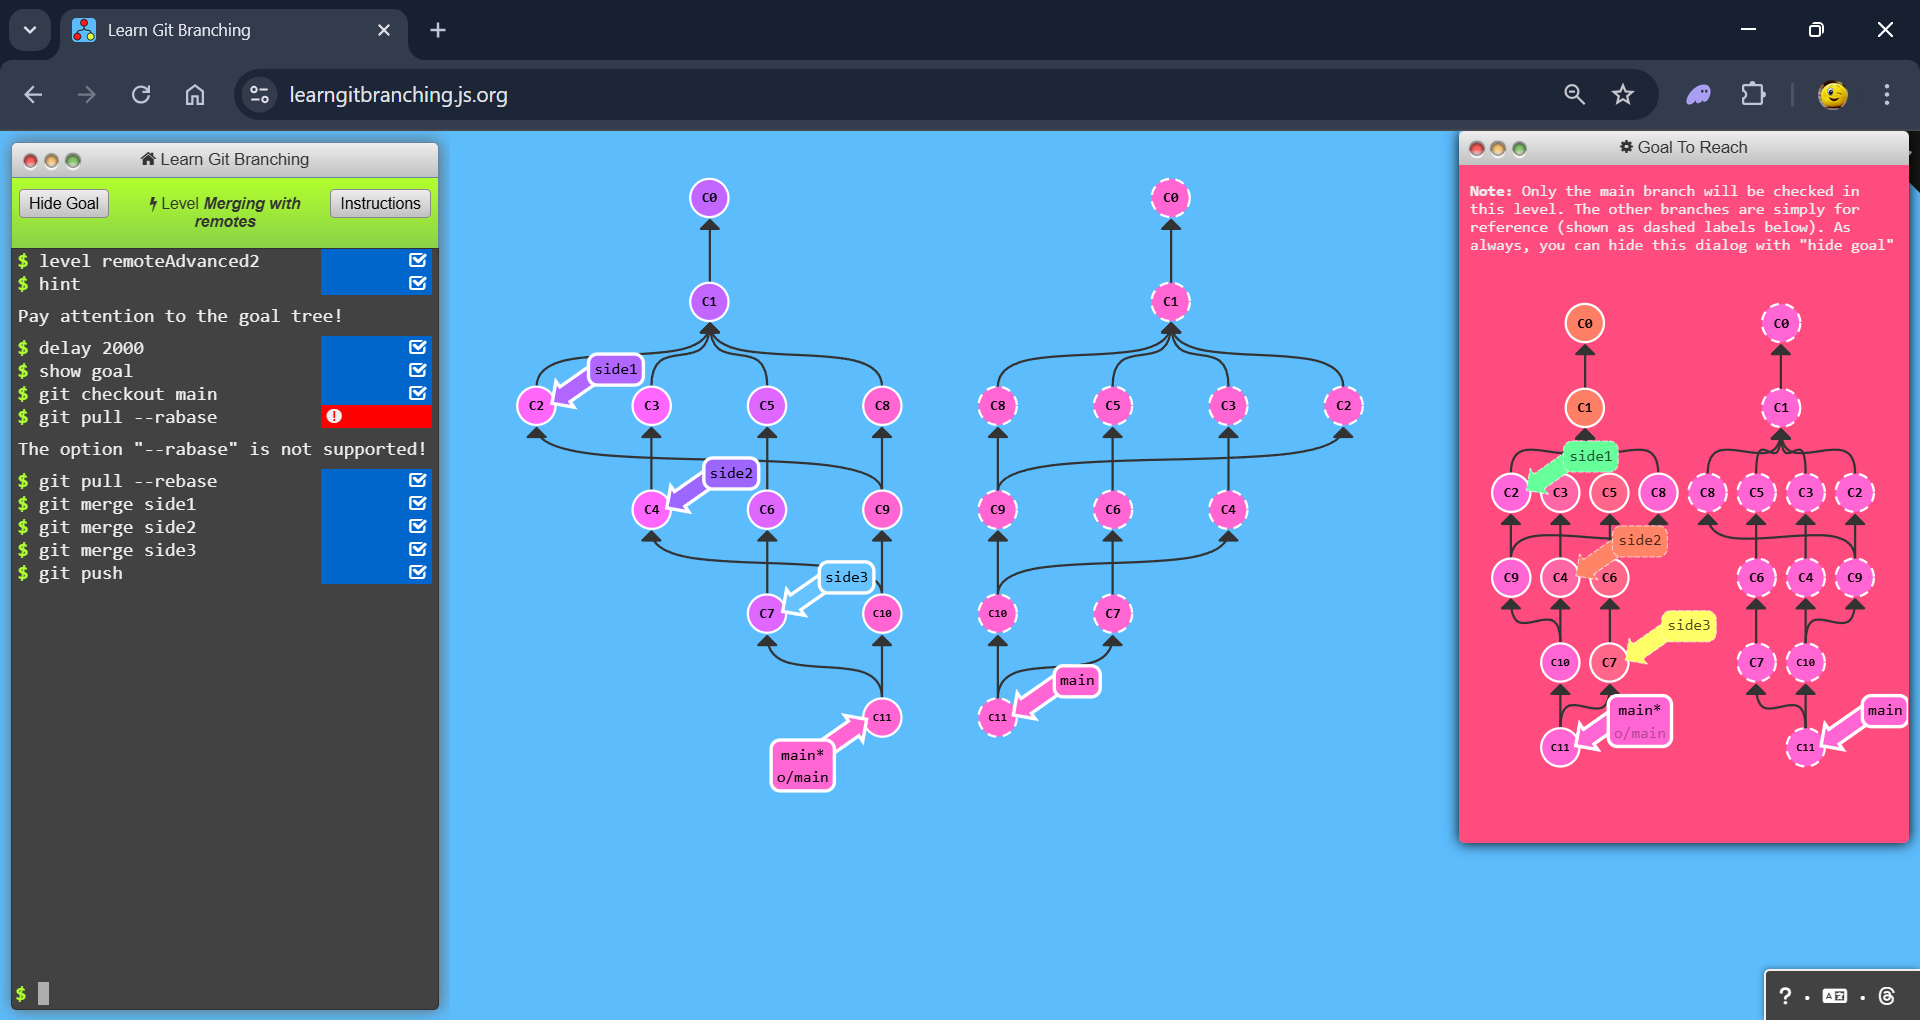 Learn Git Branching
learngitbranching.js.org
Learn Git Branching
Hide Goal
Level Merging with
remotes
Instructions
$ level remoteAdvanced2
$ hint
Pay attention to the goal tree!
$ delay 2000
$ show goal
$ git checkout main
$ git pull --rabase
The option "--rabase" is not supported!
$ git pull --rebase
$ git merge side1
$ git merge side2
$ git merge side3
$ git push
$
C0
C1
side1
C2
C3
C5
C8
side2
C4
C6
C9
side3
C7
C10
C11
main*
o/main
C0
C1
C8
C5
C3
C2
C9
C6
C4
C10
C7
main
C11
Goal To Reach
Note: Only the main branch will be checked in
this level. The other branches are simply for
reference (shown as dashed labels below). As
always, you can hide this dialog with "hide goal"
C0
C1
side1
C2
C3
C5
C8
side2
C9
C4
C6
side3
C10
C7
main*
o/main
C11
C0
C1
C8
C5
C3
C2
C6
C4
C9
C7
C10
main
C11
?